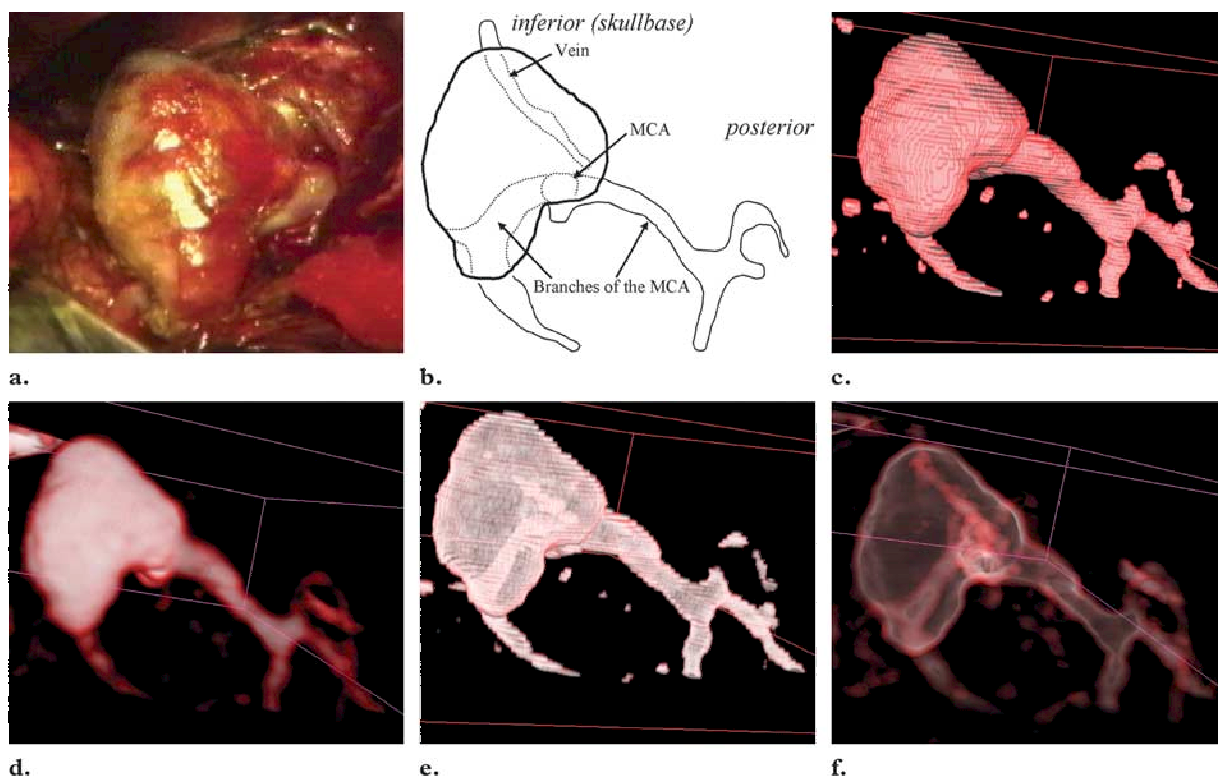 inferior (skullbase)
Vein
MCA
posterior
Branches of the MCA
a.
b.
c.
d.
e.
f.